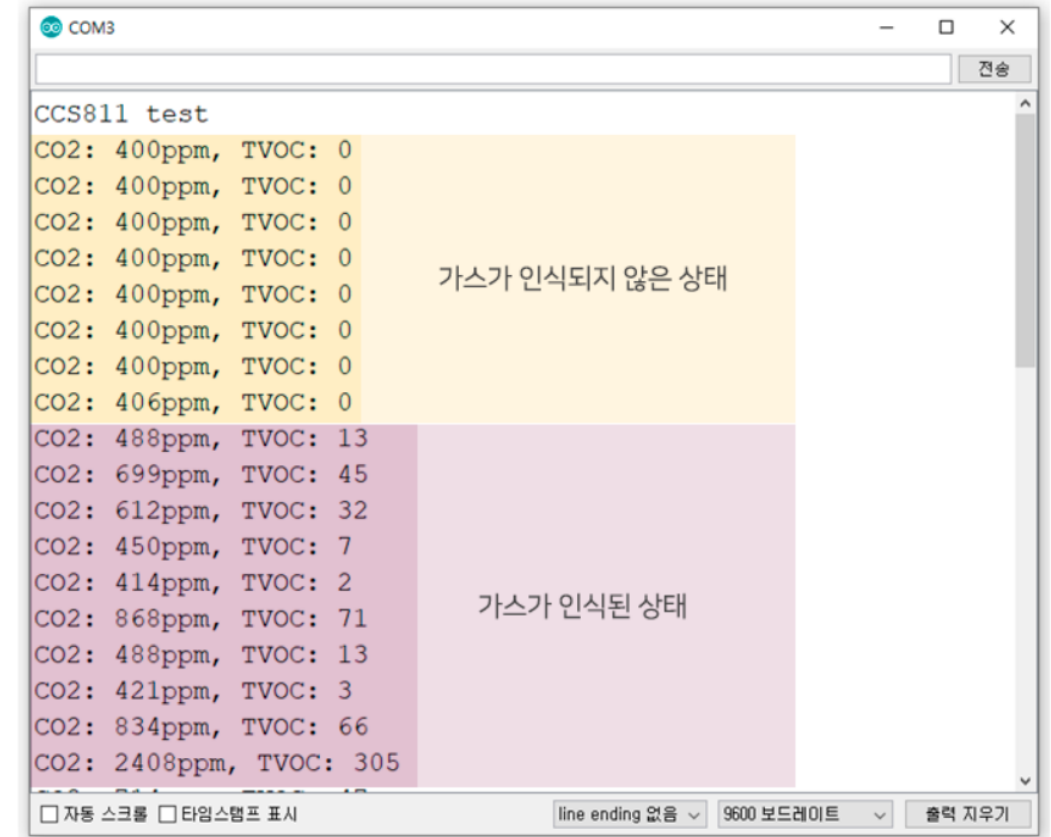 COM3
전송
CCS811 test
CO2: 400ppm, TVOC: 0
CO2: 400ppm, TVOC: 0
CO2: 400ppm, TVOC: 0
CO2: 400ppm, TVOC: 0
CO2: 400ppm, TVOC: 0
CO2: 400ppm, TVOC: 0
CO2: 400ppm, TVOC: 0
CO2: 406ppm, TVOC: 0
가스가 인식되지 않은 상태
CO2: 488ppm, TVOC: 13
CO2: 699ppm, TVOC: 45
CO2: 612ppm, TVOC: 32
CO2: 450ppm, TVOC: 7
CO2: 414ppm, TVOC: 2
CO2: 868ppm, TVOC: 71
CO2: 488ppm, TVOC: 13
CO2: 421ppm, TVOC: 3
CO2: 834ppm, TVOC: 66
CO2: 2408ppm, TVOC: 305
가스가 인식된 상태
자동 스크롤 타임스탬프 표시 line ending 없음 9600 보드레이트 출력 지우기